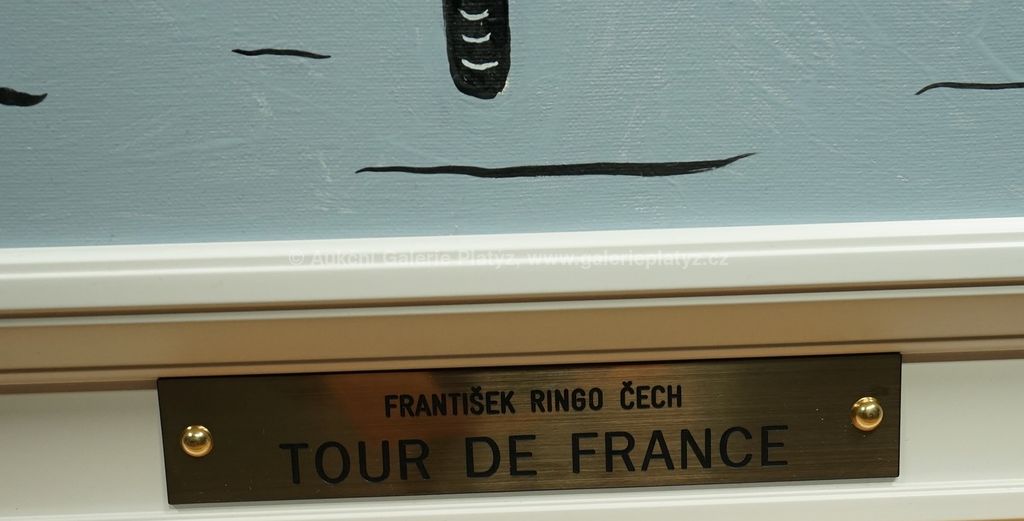 © Aukční Galerie Platýz, www.galerieplatyz.cz
FRANTIŠEK RINGO ČECH
TOUR DE FRANCE